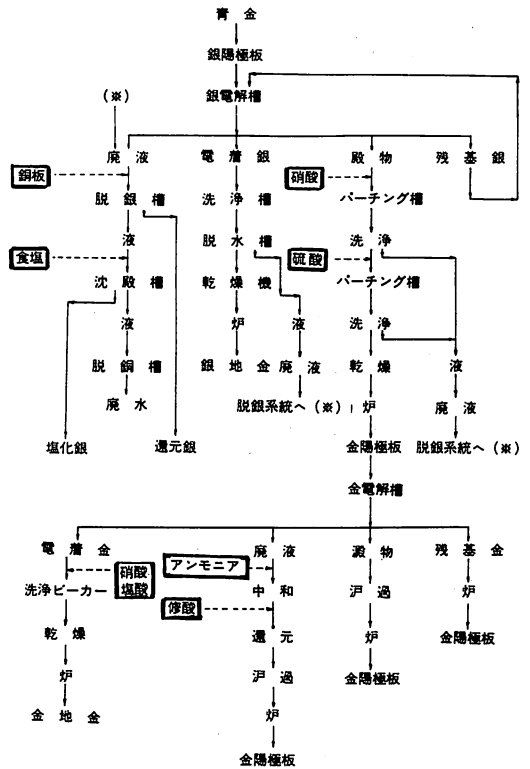 青金
銀陽極板
銀電解槽
(※)
廃液 電着銀 殿物 残基銀
銅板
硝酸
脱銀槽 洗浄槽 パーチング槽
液 脱水槽 洗浄
食塩
硫酸
沈殿槽 乾燥機 パーチング槽
液 炉 液 洗浄
脱銅槽 銀地金 廃液 乾燥 液
廃水 脱銀系統へ(※) 炉 廃液
塩化銀 還元銀 金陽極板 脱銀系統へ(※)
金電解槽
電着金 廃液 澱物 残基金
硝酸
塩酸
アンモニア
洗浄ビーカー 中和 沪過 炉
修酸
乾燥 還元 炉 金陽極板
炉 沪過 金陽極板
金地金 炉
金陽極板